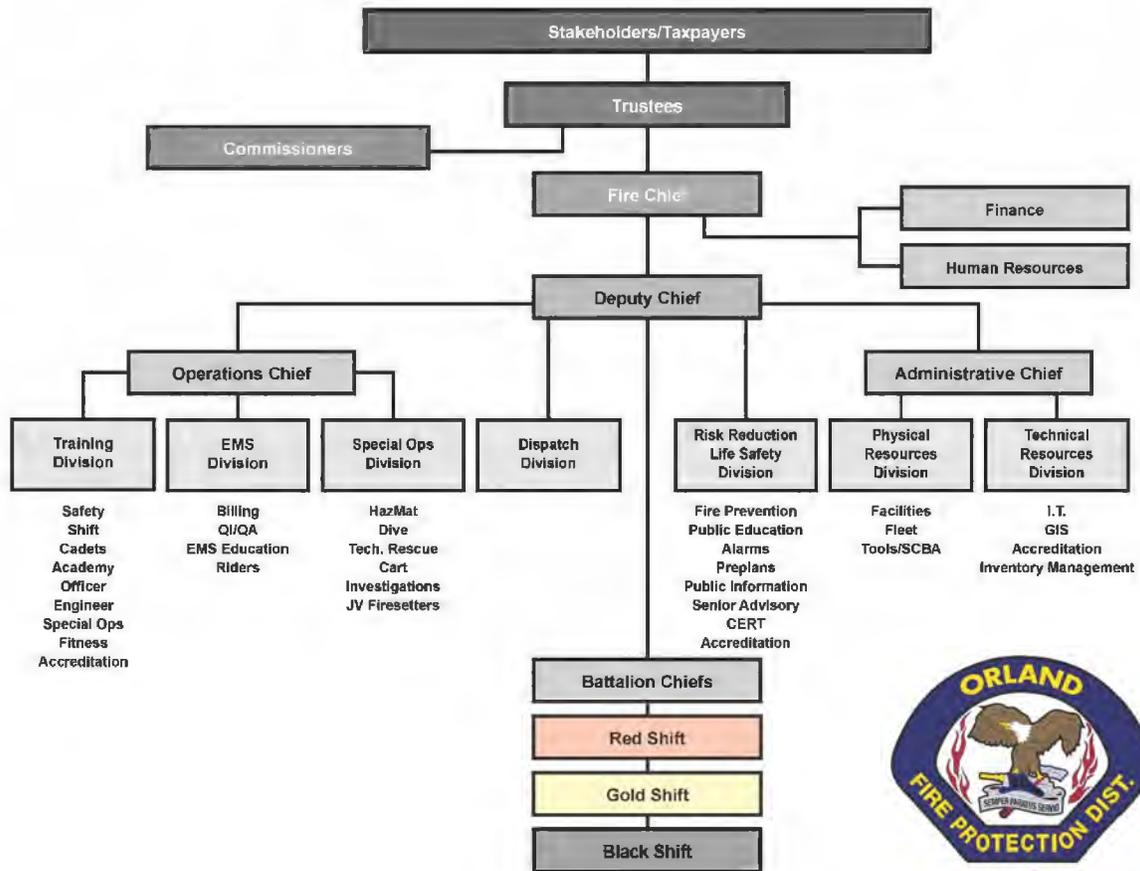 Stakeholders/Taxpayers
Trustees
Commissioners
Fire Chief
Finance
Human Resources
Deputy Chief
Operations Chief
Administrative Chief
Training
Division
EMS
Division
Special Ops
Division
Dispatch
Division
Risk Reduction
Life Safety
Division
Physical
Resources
Division
Technical
Resources
Division
Safety
Shift
Cadets
Academy
Officer
Engineer
Special Ops
Fitness
Accreditation
Billing
QI/QA
EMS Education
Riders
HazMat
Dive
Tech. Rescue
Cart
Investigations
JV Firesetters
Fire Prevention
Public Education
Alarms
Preplans
Public Information
Senior Advisory
CERT
Accreditation
Facilities
Fleet
Tools/SCBA
I.T.
GIS
Accreditation
Inventory Management
Battalion Chiefs
Red Shift
Gold Shift
Black Shift
ORLAND
SEMPER PARATUS SERVIO
FIRE PROTECTION DIST.